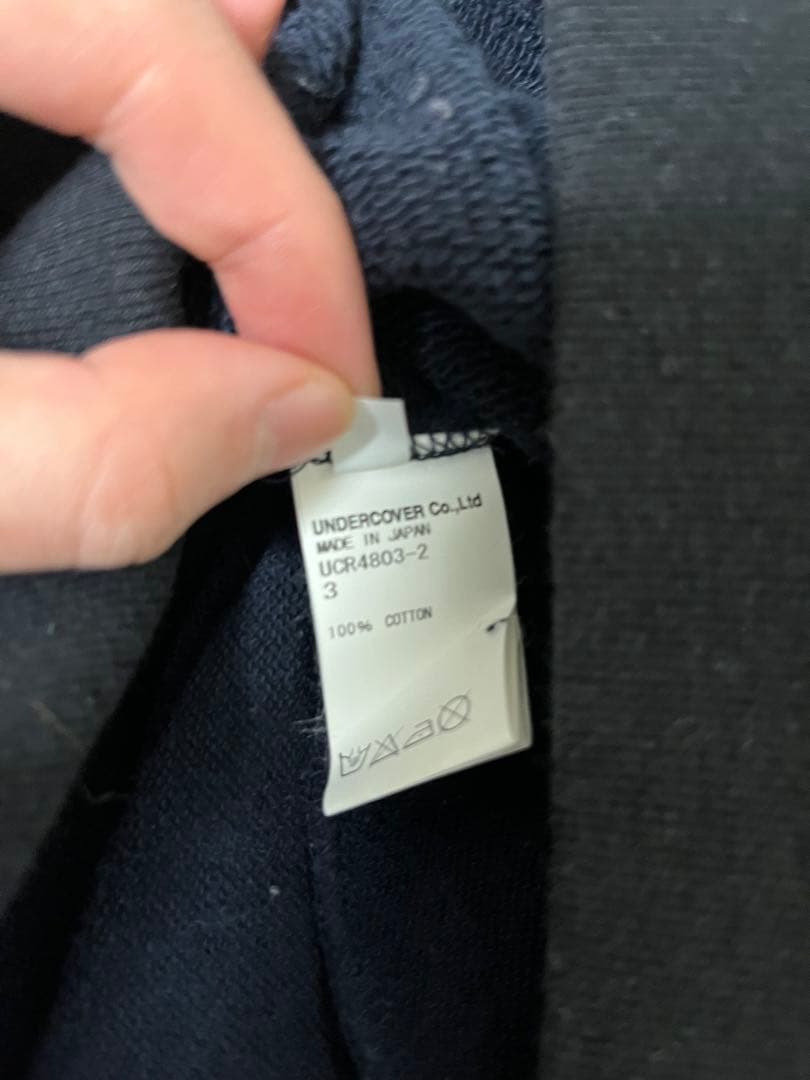 UNDERCOVER Co.,Ltd
MADE IN JAPAN
UCR4803-2
3
100% COTTON